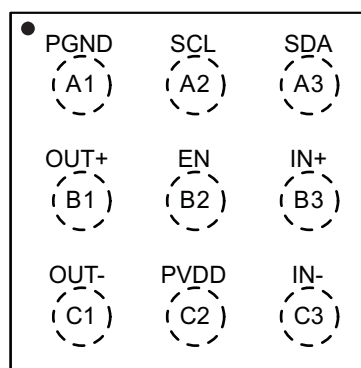 PGND SCL SDA
A1 A2 A3
OUT+ EN IN+
B1 B2 B3
OUT- PVDD IN-
C1 C2 C3